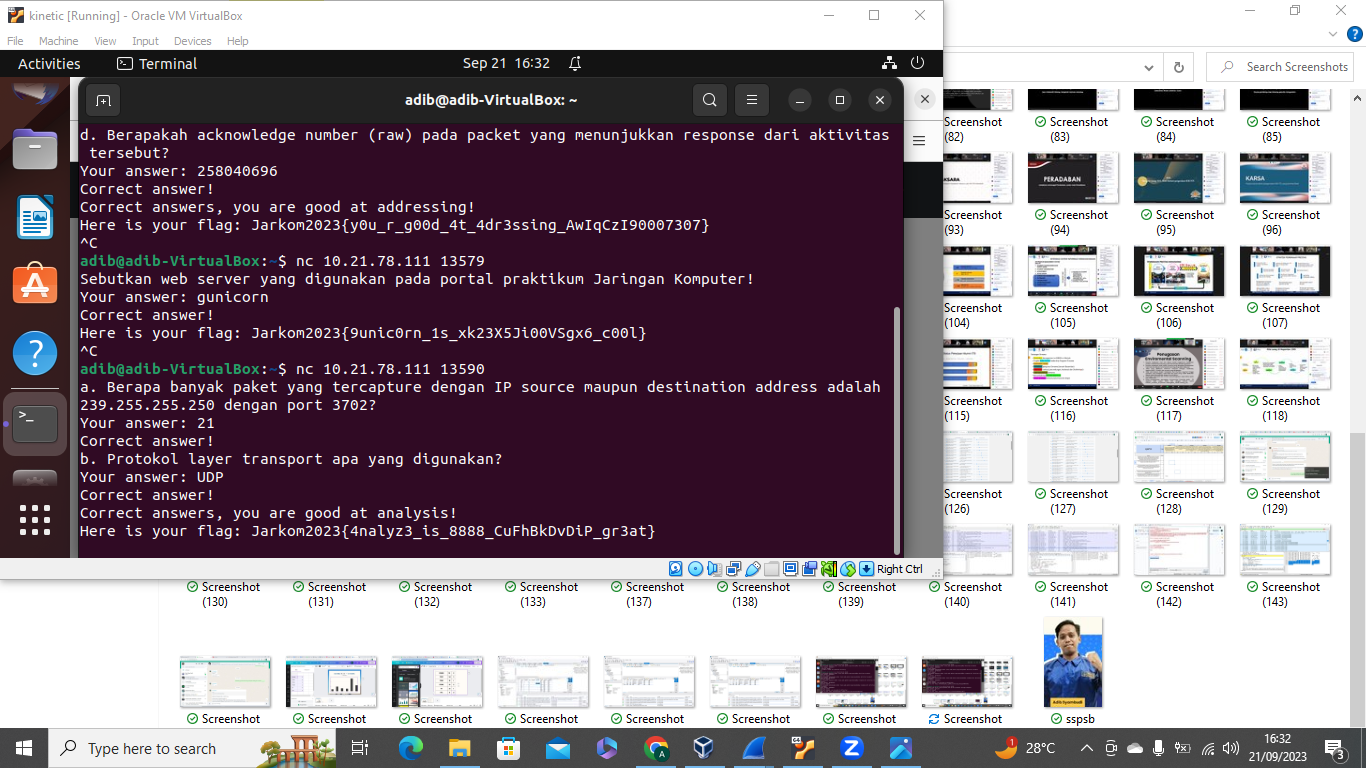 kinetic [Running] - Oracle VM VirtualBox
File Machine View Input Devices Help
Activities Terminal Sep 21 16:32
adib@adib-VirtualBox: ~
d. Berapakah acknowledge number (raw) pada packet yang menunjukkan response dari aktivitas
tersebut?
Your answer: 258040696
Correct answer!
Correct answers, you are good at addressing!
Here is your flag: Jarkom2023{y0u_r_g00d_4t_4dr3ssing_AwIqCzI90007307}
^C
adib@adib-VirtualBox:~$ nc 10.21.78.111 13579
Sebutkan web server yang digunakan pada portal praktikum Jaringan Komputer!
Your answer: gunicorn
Correct answer!
Here is your flag: Jarkom2023{9unic0rn_1s_xk23X5Ji00VSgx6_c00l}
^C
adib@adib-VirtualBox:~$ nc 10.21.78.111 13590
a. Berapa banyak paket yang tercapture dengan IP source maupun destination address adalah
239.255.255.250 dengan port 3702?
Your answer: 21
Correct answer!
b. Protokol layer transport apa yang digunakan?
Your answer: UDP
Correct answer!
Correct answers, you are good at analysis!
Here is your flag: Jarkom2023{4nalyz3_is_8888_CuFhBkDvDiP_gr3at}
Right Ctrl
Search Screenshots
Screenshot Screenshot Screenshot Screenshot
(82) (83) (84) (85)
PERADABAN
KARSA
Screenshot Screenshot Screenshot Screenshot
(93) (94) (95) (96)
Screenshot Screenshot Screenshot Screenshot
(104) (105) (106) (107)
Screenshot Screenshot Screenshot Screenshot
(115) (116) (117) (118)
Screenshot Screenshot Screenshot Screenshot
(126) (127) (128) (129)
Screenshot Screenshot Screenshot Screenshot Screenshot Screenshot Screenshot Screenshot Screenshot Screenshot Screenshot
(130) (131) (132) (133) (137) (138) (139) (140) (141) (142) (143)
Screenshot Screenshot Screenshot Screenshot Screenshot Screenshot Screenshot Screenshot sspsb
Type here to search
28°C
16:32
21/09/2023
3